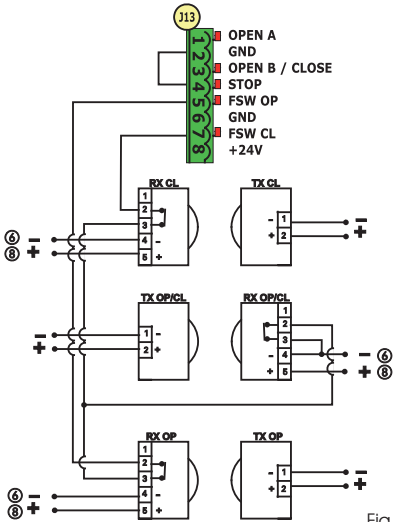 J13
1 OPEN A
2 GND
3 OPEN B / CLOSE
4 STOP
5 FSW OP
6 GND
7 FSW CL
8 +24V
RX CL
TX CL
1
2
3
4 -
5 +
⑥ -
⑧ +
- 1 -
+ 2 +
TX OP/CL
RX OP/CL
- 1 -
+ 2 +
1
2
3
- 4 - ⑥
+ 5 + ⑧
RX OP
TX OP
1
2
3
⑥ - 4 -
⑧ + 5 +
- 1 -
+ 2 +
Fig